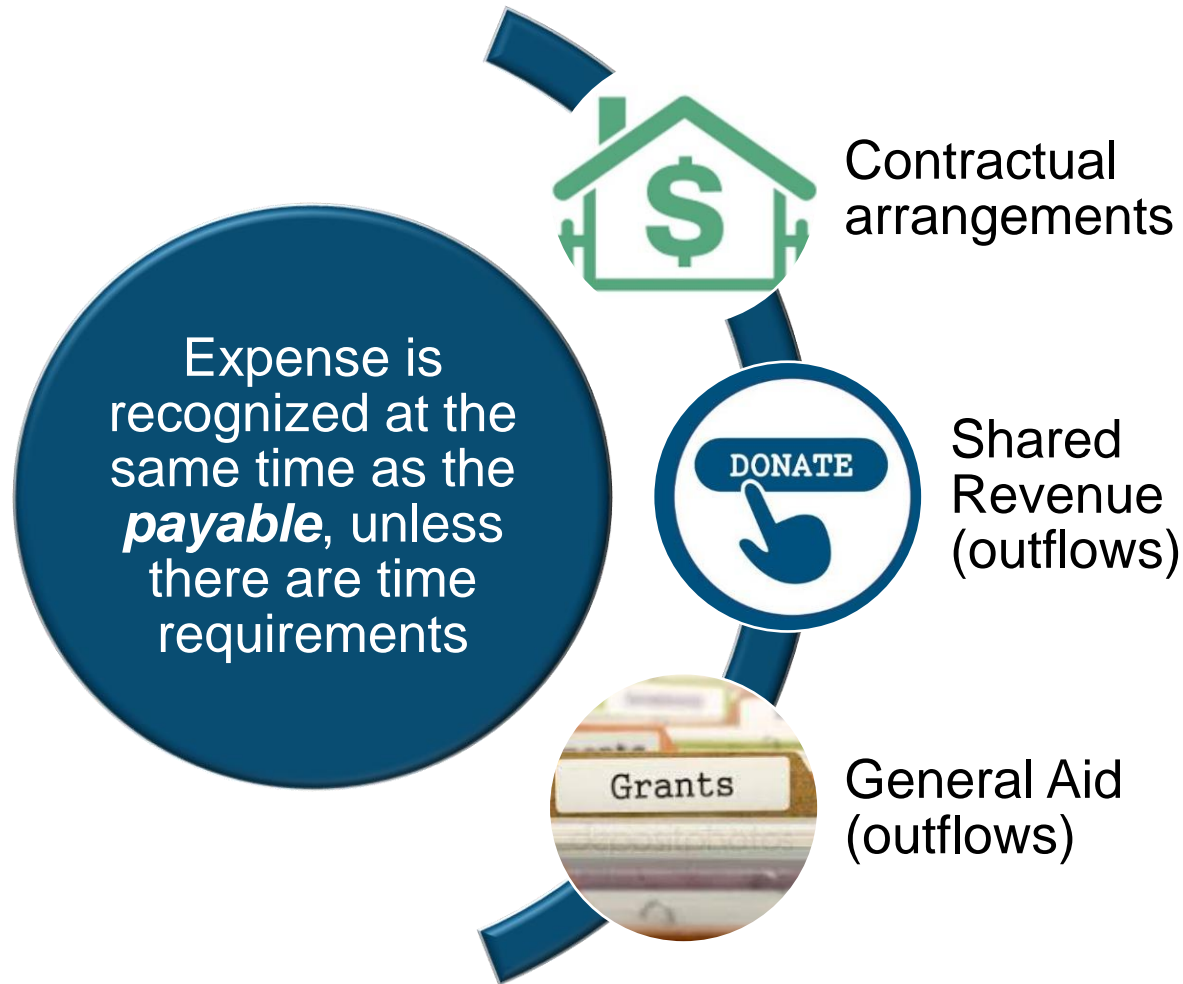 Expense is
recognized at the
same time as the
payable, unless
there are time
requirements
$
Contractual
arrangements
DONATE
Shared
Revenue
(outflows)
Grants
depositphotos
General Aid
(outflows)